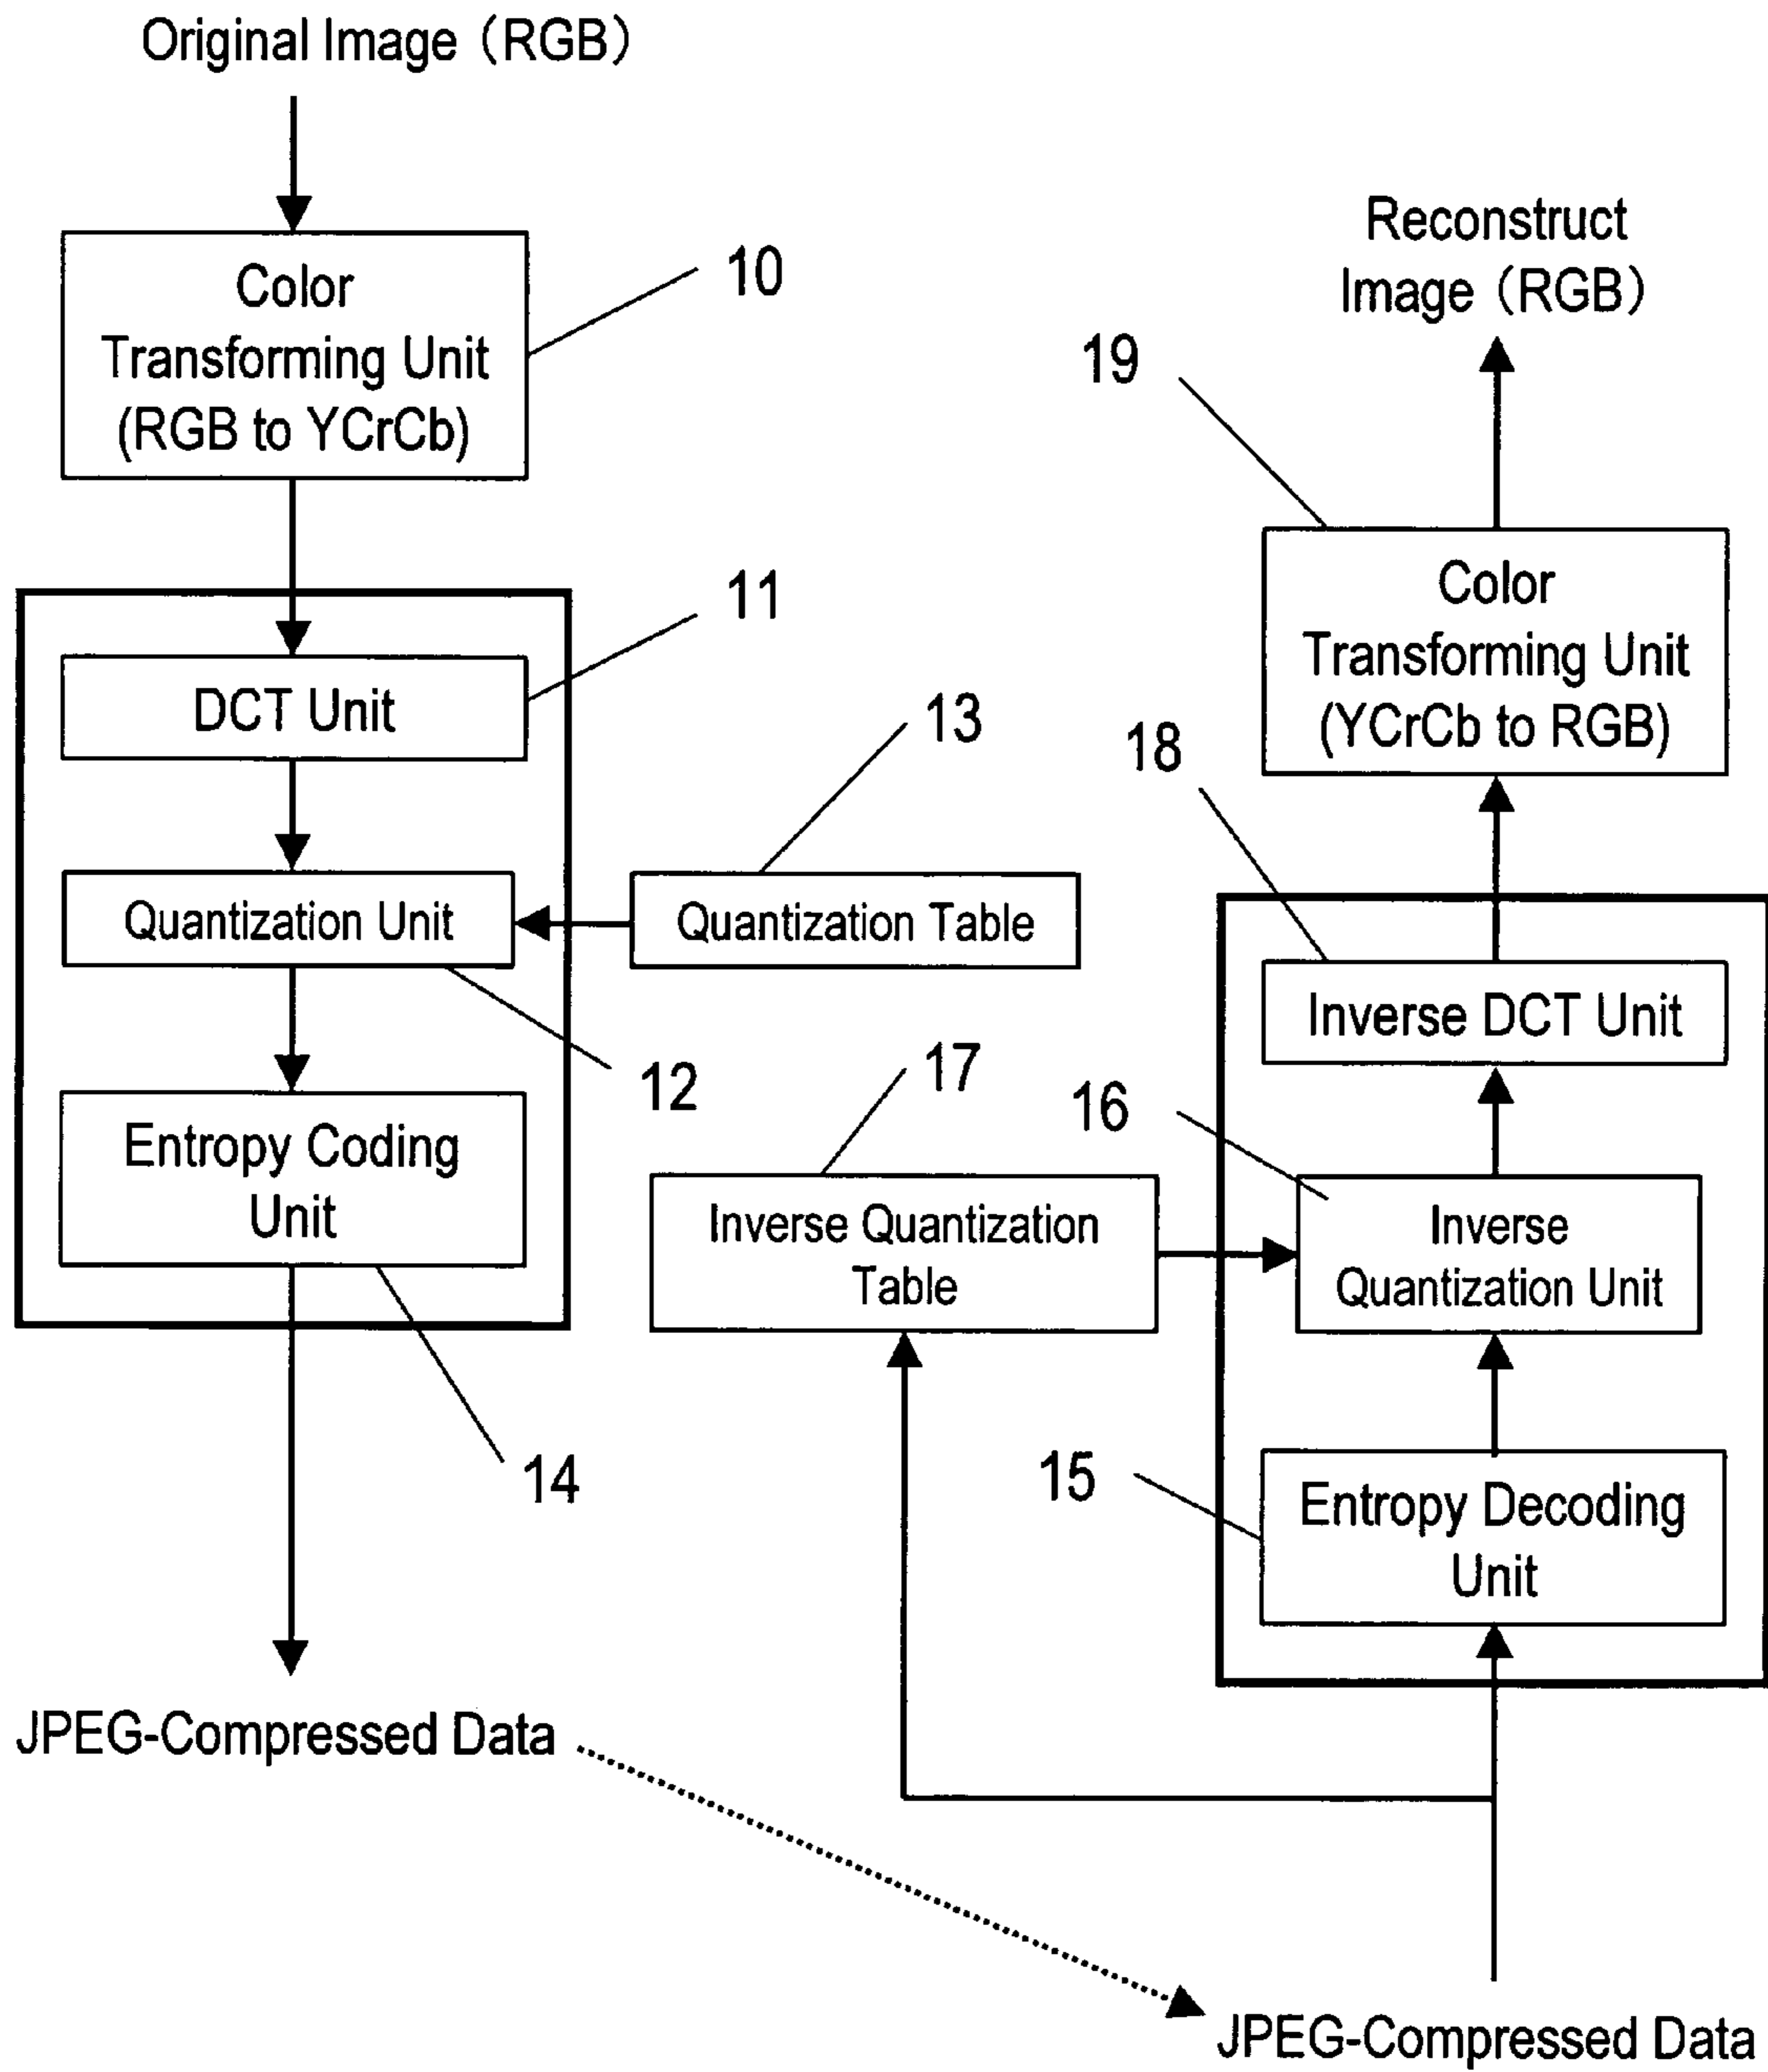 Original Image (RGB)
Color
Transforming Unit
(RGB to YCrCb)
10
11
DCT Unit
13
Quantization Unit
Quantization Table
12
Entropy Coding
Unit
14
JPEG-Compressed Data
Reconstruct
Image (RGB)
19
Color
Transforming Unit
(YCrCb to RGB)
18
Inverse DCT Unit
17
16
Inverse Quantization
Table
Inverse
Quantization Unit
15
Entropy Decoding
Unit
JPEG-Compressed Data